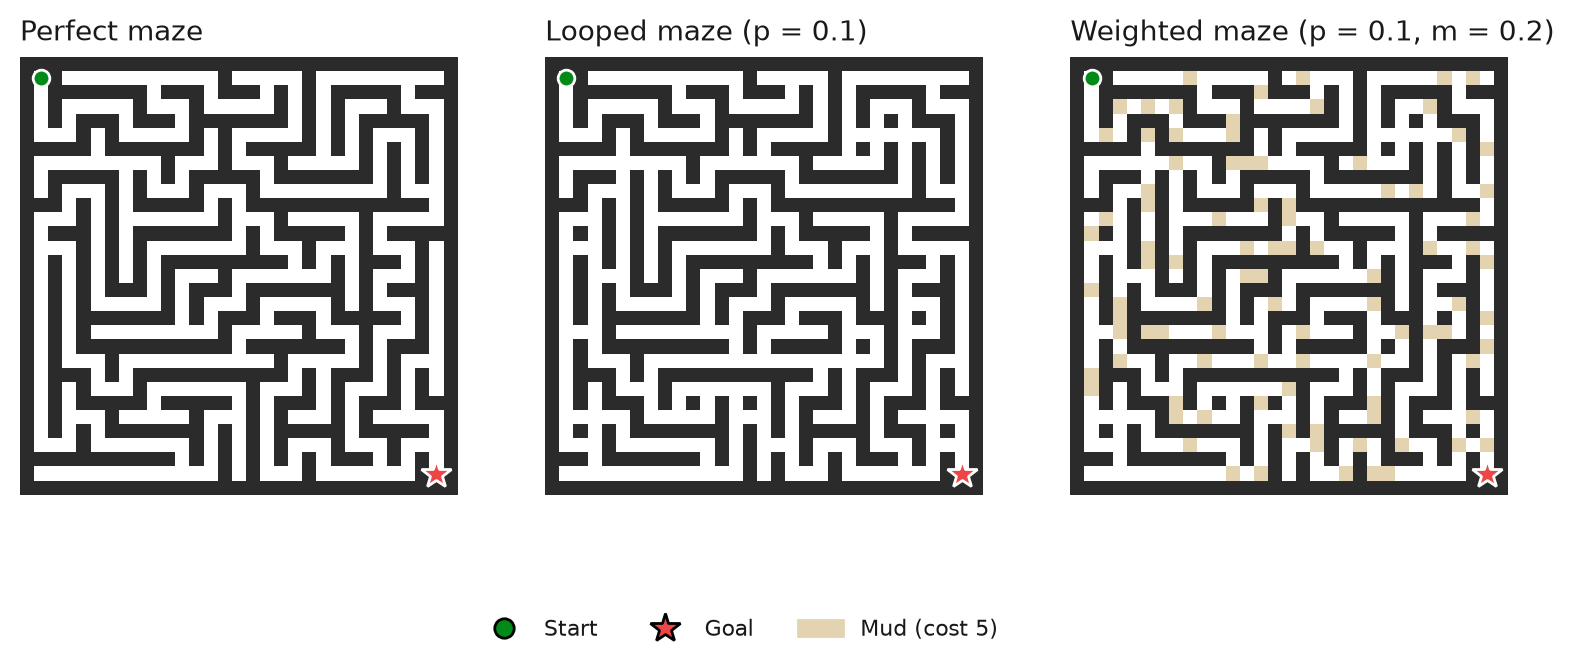 Perfect maze
Looped maze (p = 0.1)
Weighted maze (p = 0.1, m = 0.2)
Start
Goal
Mud (cost 5)